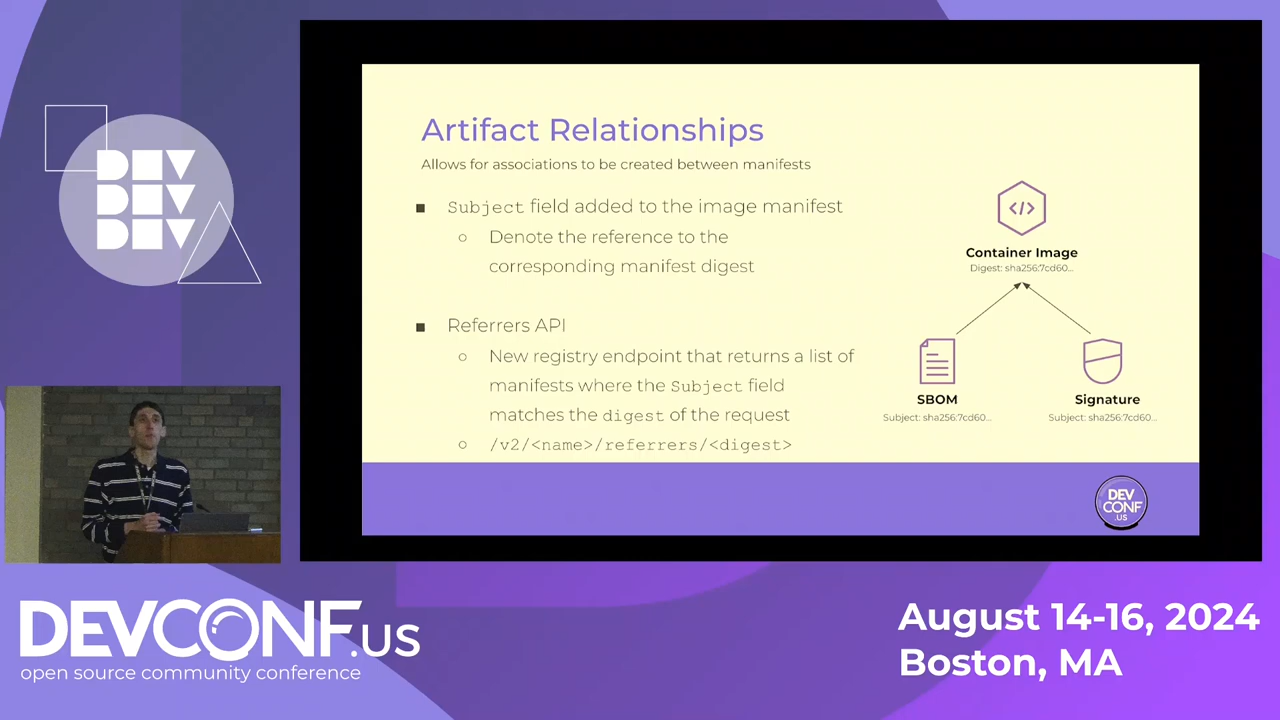 DEV
DEV
DEV
Artifact Relationships
Allows for associations to be created between manifests
■ Subject field added to the image manifest
○ Denote the reference to the
corresponding manifest digest
■ Referrers API
○ New registry endpoint that returns a list of
manifests where the Subject field
matches the digest of the request
○ /v2/<name>/referrers/<digest>
Container Image
Digest: sha256:7cd60...
SBOM
Subject: sha256:7cd60...
Signature
Subject: sha256:7cd60...
DEV
CONF
.US
DEVCONF.US
open source community conference
August 14-16, 2024
Boston, MA